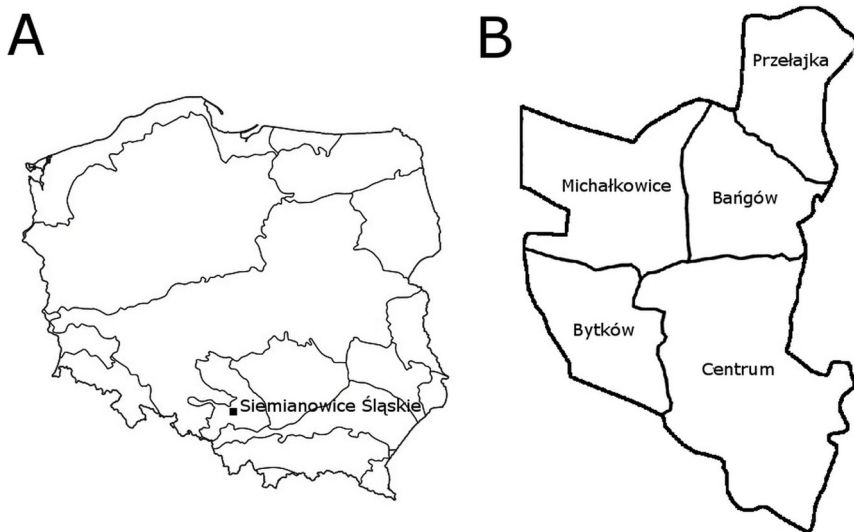 A
Siemianowice Śląskie
B
Przełajka
Michałkowice
Bańgów
Bytków
Centrum